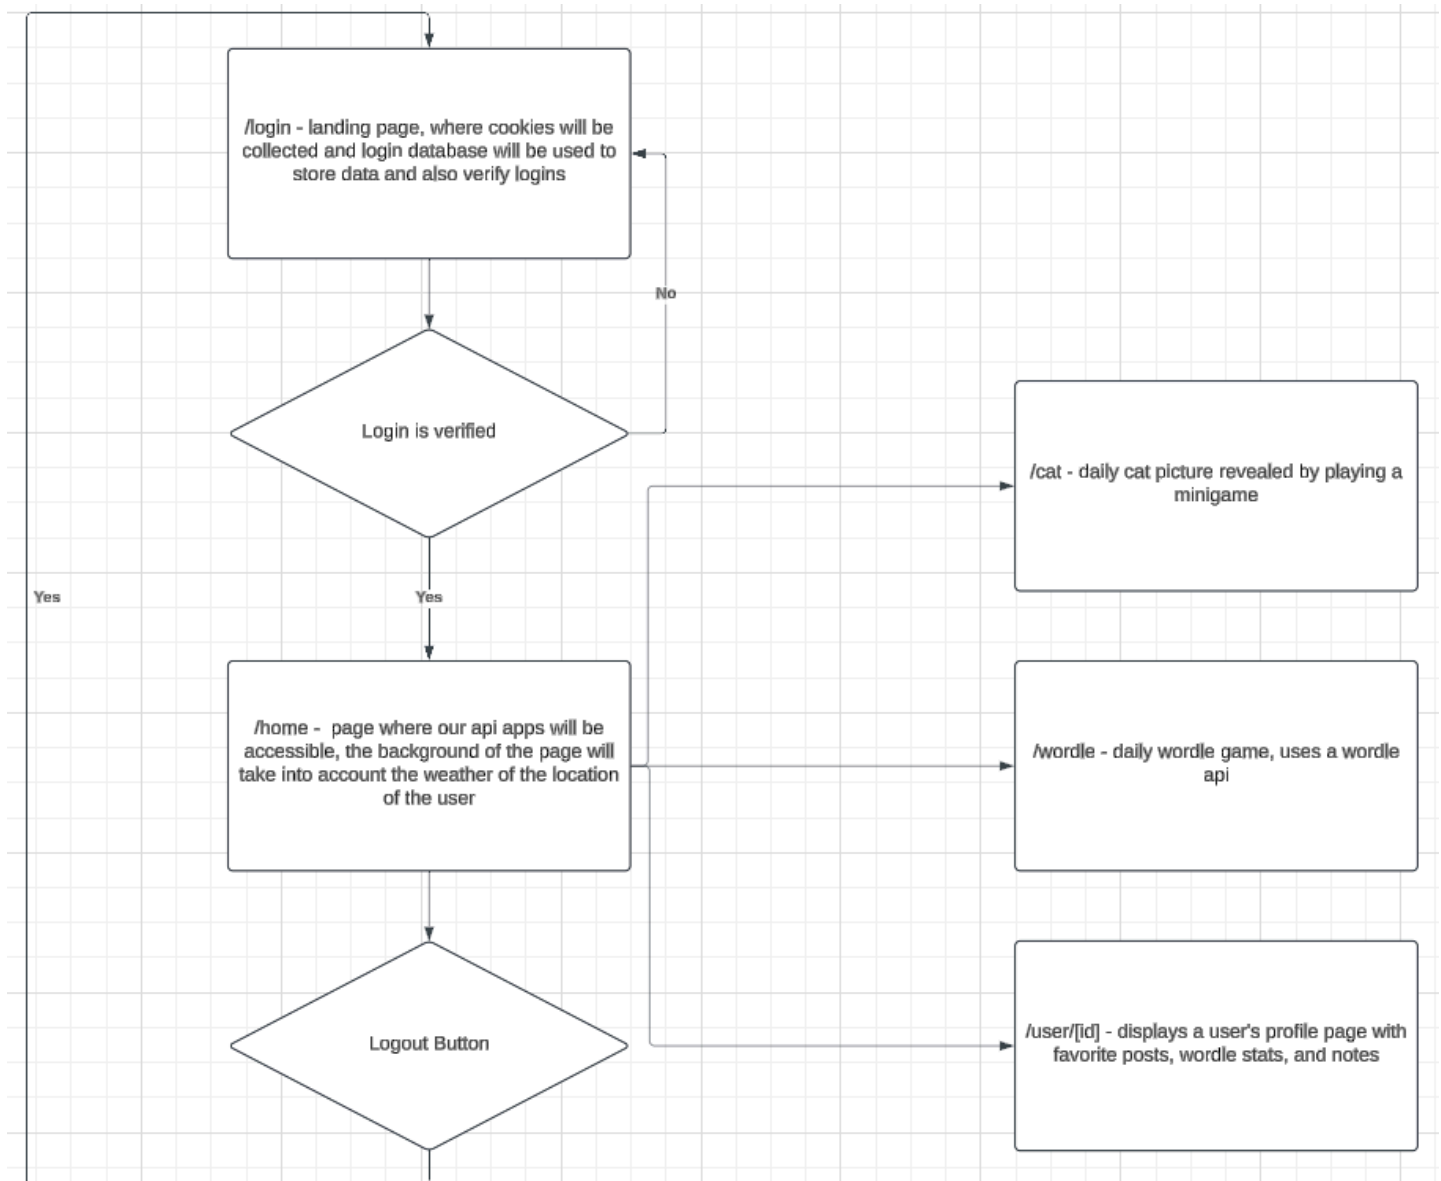 /login - landing page, where cookies will be
collected and login database will be used to
store data and also verify logins
No
Login is verified
/cat - daily cat picture revealed by playing a
minigame
Yes
Yes
/home -  page where our api apps will be
accessible, the background of the page will
take into account the weather of the location
of the user
/wordle - daily wordle game, uses a wordle
api
Logout Button
/user/[id] - displays a user's profile page with
favorite posts, wordle stats, and notes